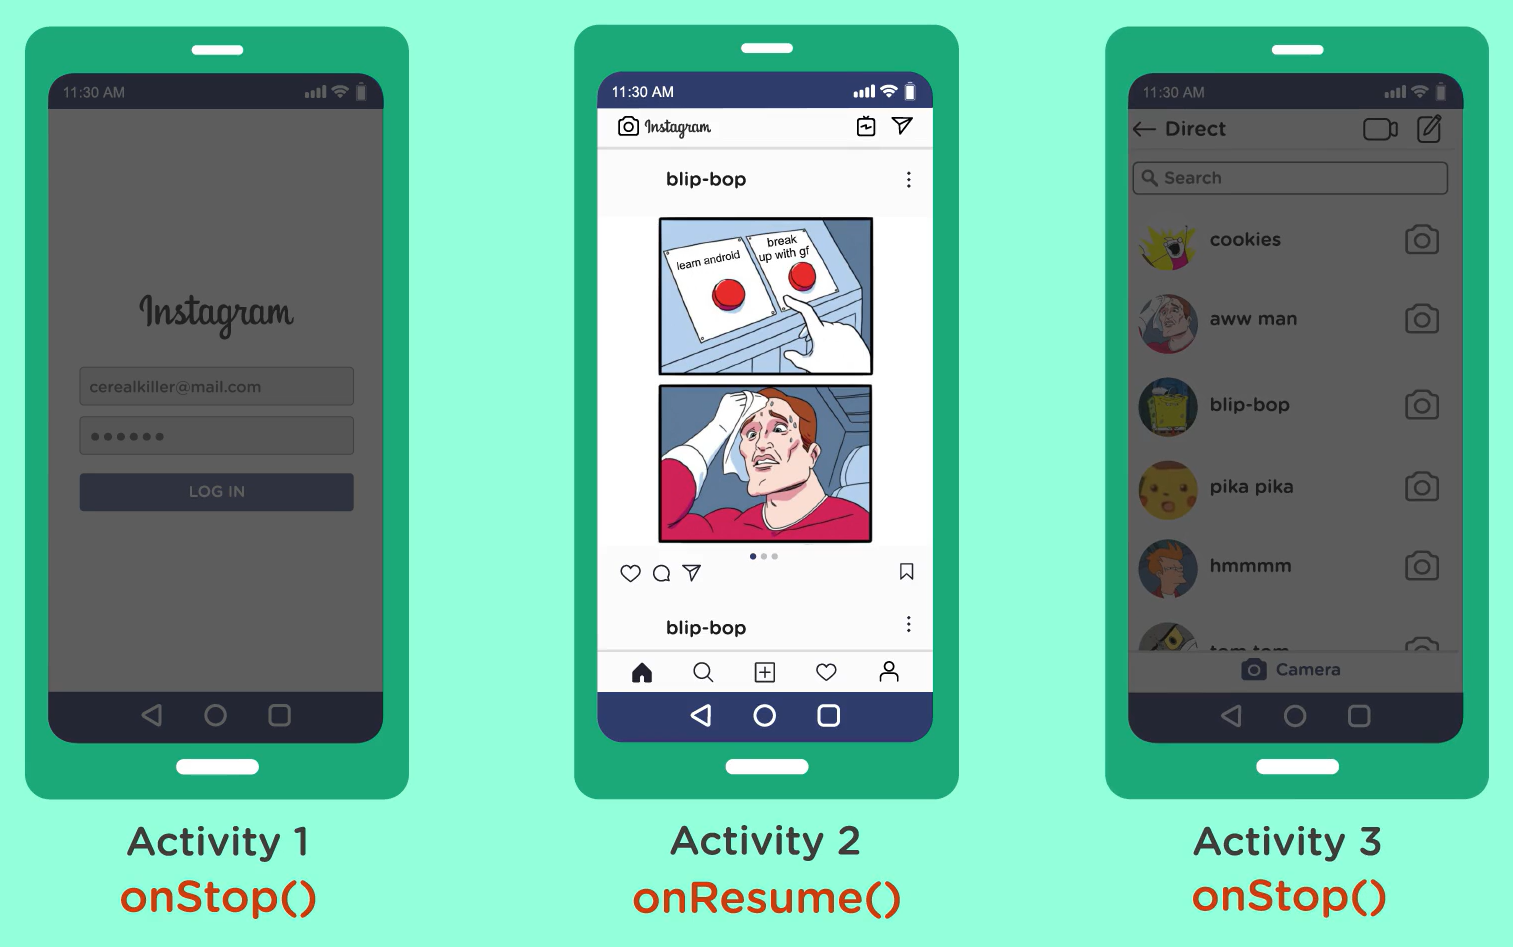 11:30 AM
Instagram
cerealkiller@mail.com
LOG IN
Activity 1
onStop()
11:30 AM
Instagram
blip-bop
learn android
break
up with gf
blip-bop
Activity 2
onResume()
11:30 AM
Direct
Search
cookies
aww man
blip-bop
pika pika
hmmmm
tom tom
Camera
Activity 3
onStop()